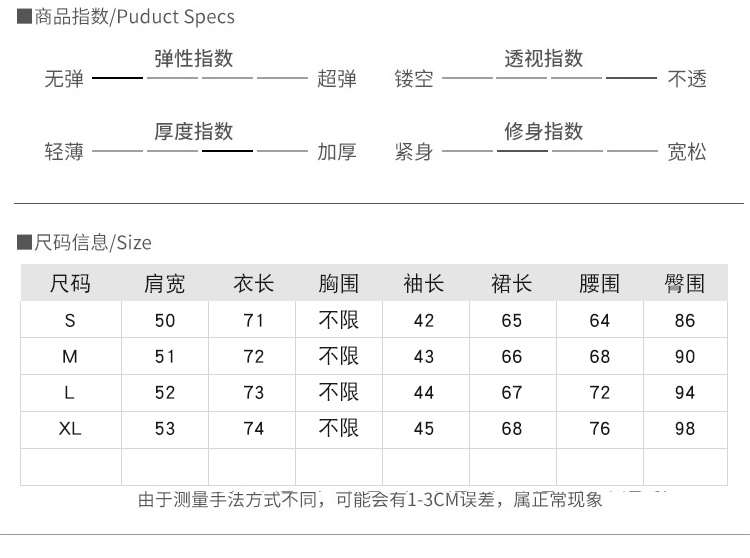 ■商品指数/Puduct Specs
弹性指数 透视指数
无弹 超弹 镂空 不透
厚度指数 修身指数
轻薄 加厚 紧身 宽松
■尺码信息/Size
尺码 肩宽 衣长 胸围 袖长 裙长 腰围 臀围
S 50 71 不限 42 65 64 86
M 51 72 不限 43 66 68 90
L 52 73 不限 44 67 72 94
XL 53 74 不限 45 68 76 98
由于测量手法方式不同，可能会有1-3CM误差，属正常现象